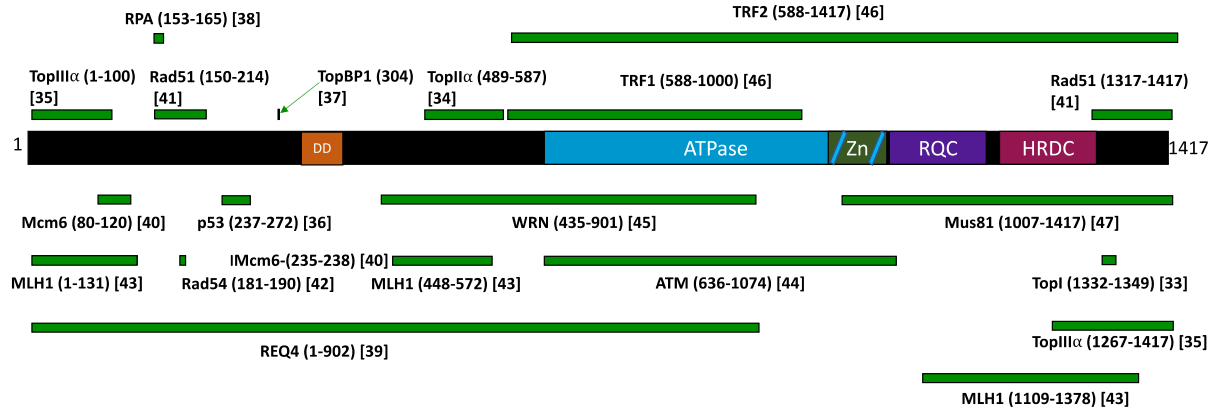 RPA (153-165) [38]
TRF2 (588-1417) [46]
TopIIIα (1-100)
[35]
Rad51 (150-214)
[41]
TopBP1 (304)
[37]
TopIIα (489-587)
[34]
TRF1 (588-1000) [46]
Rad51 (1317-1417)
[41]
1
DD
ATPase
Zn
RQC
HRDC
1417
Mcm6 (80-120) [40]
p53 (237-272) [36]
WRN (435-901) [45]
Mus81 (1007-1417) [47]
MLH1 (1-131) [43]
Rad54 (181-190) [42]
Mcm6-(235-238) [40]
MLH1 (448-572) [43]
ATM (636-1074) [44]
TopI (1332-1349) [33]
REQ4 (1-902) [39]
TopIIIα (1267-1417) [35]
MLH1 (1109-1378) [43]